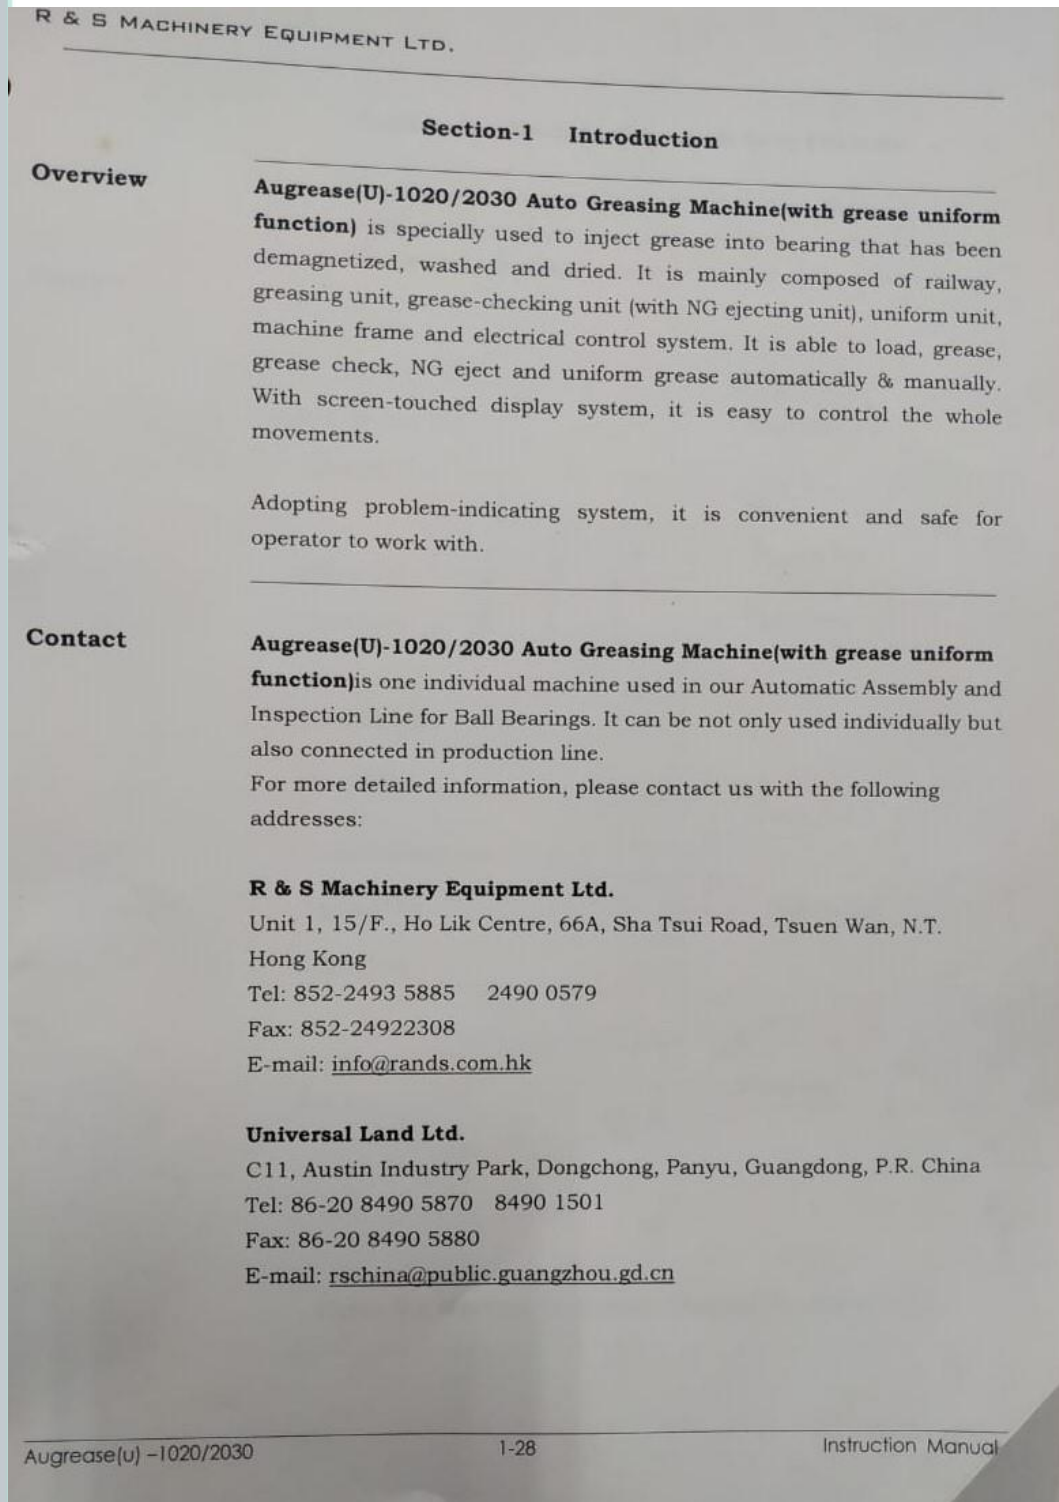 R & S MACHINERY EQUIPMENT LTD.
Section-1 Introduction
Overview
Augrease(U)-1020/2030 Auto Greasing Machine(with grease uniform
function) is specially used to inject grease into bearing that has been
demagnetized, washed and dried. It is mainly composed of railway,
greasing unit, grease-checking unit (with NG ejecting unit), uniform unit,
machine frame and electrical control system. It is able to load, grease,
grease check, NG eject and uniform grease automatically & manually.
With screen-touched display system, it is easy to control the whole
movements.
Adopting problem-indicating system, it is convenient and safe for
operator to work with.
Contact
Augrease(U)-1020/2030 Auto Greasing Machine(with grease uniform
function)is one individual machine used in our Automatic Assembly and
Inspection Line for Ball Bearings. It can be not only used individually but
also connected in production line.
For more detailed information, please contact us with the following
addresses:
R & S Machinery Equipment Ltd.
Unit 1, 15/F., Ho Lik Centre, 66A, Sha Tsui Road, Tsuen Wan, N.T.
Hong Kong
Tel: 852-2493 5885 2490 0579
Fax: 852-24922308
E-mail: info@rands.com.hk
Universal Land Ltd.
C11, Austin Industry Park, Dongchong, Panyu, Guangdong, P.R. China
Tel: 86-20 8490 5870 8490 1501
Fax: 86-20 8490 5880
E-mail: rschina@public.guangzhou.gd.cn
Augrease(u) –1020/2030 1-28 Instruction Manual